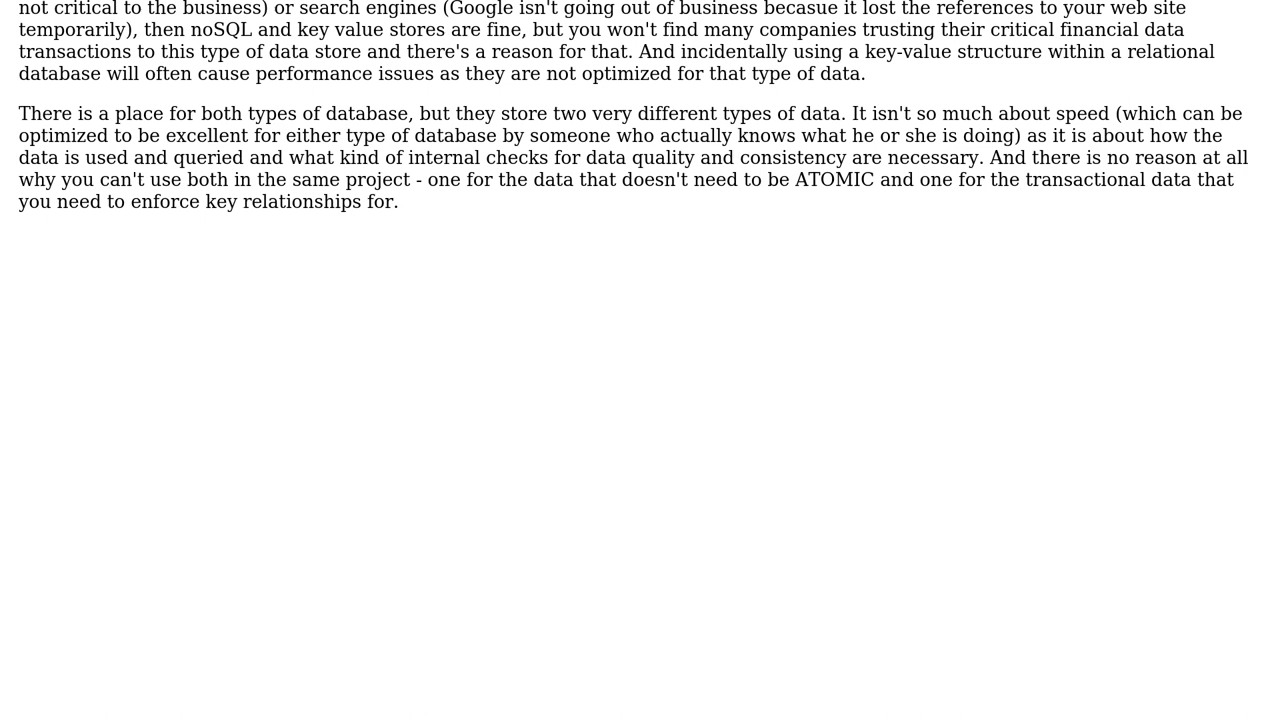 not critical to the business) or search engines (Google isn't going out of business becasue it lost the references to your web site
temporarily), then noSQL and key value stores are fine, but you won't find many companies trusting their critical financial data
transactions to this type of data store and there's a reason for that. And incidentally using a key-value structure within a relational
database will often cause performance issues as they are not optimized for that type of data.
There is a place for both types of database, but they store two very different types of data. It isn't so much about speed (which can be
optimized to be excellent for either type of database by someone who actually knows what he or she is doing) as it is about how the
data is used and queried and what kind of internal checks for data quality and consistency are necessary. And there is no reason at all
why you can't use both in the same project - one for the data that doesn't need to be ATOMIC and one for the transactional data that
you need to enforce key relationships for.